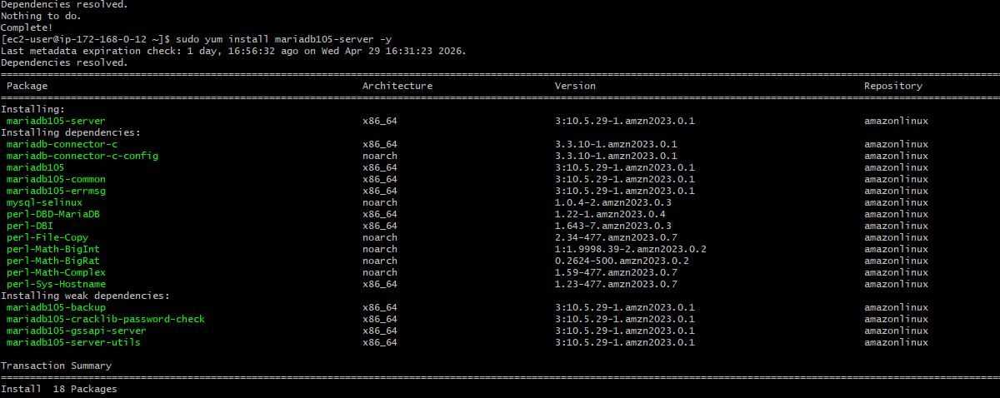 Dependencies resolved.
Nothing to do.
Complete!
[ec2-user@ip-172-168-0-12 ~]$ sudo yum install mariadb105-server -y
Last metadata expiration check: 1 day, 16:56:32 ago on Wed Apr 29 16:31:23 2026.
Dependencies resolved.
Package Architecture Version Repository
Installing:
mariadb105-server x86_64 3:10.5.29-1.amzn2023.0.1 amazonlinux
Installing dependencies:
mariadb-connector-c x86_64 3.3.10-1.amzn2023.0.1 amazonlinux
mariadb-connector-c-config noarch 3.3.10-1.amzn2023.0.1 amazonlinux
mariadb105 x86_64 3:10.5.29-1.amzn2023.0.1 amazonlinux
mariadb105-common x86_64 3:10.5.29-1.amzn2023.0.1 amazonlinux
mariadb105-errmsg x86_64 3:10.5.29-1.amzn2023.0.1 amazonlinux
mysql-selinux noarch 1.0.4-2.amzn2023.0.3 amazonlinux
perl-DBD-MariaDB x86_64 1.22-1.amzn2023.0.4 amazonlinux
perl-DBI x86_64 1.643-7.amzn2023.0.3 amazonlinux
perl-File-Copy noarch 2.34-477.amzn2023.0.7 amazonlinux
perl-Math-BigInt noarch 1:1.9998.39-2.amzn2023.0.2 amazonlinux
perl-Math-BigRat noarch 0.2624-500.amzn2023.0.2 amazonlinux
perl-Math-Complex noarch 1.59-477.amzn2023.0.7 amazonlinux
perl-Sys-Hostname x86_64 1.23-477.amzn2023.0.7 amazonlinux
Installing weak dependencies:
mariadb105-backup x86_64 3:10.5.29-1.amzn2023.0.1 amazonlinux
mariadb105-cracklib-password-check x86_64 3:10.5.29-1.amzn2023.0.1 amazonlinux
mariadb105-gssapi-server x86_64 3:10.5.29-1.amzn2023.0.1 amazonlinux
mariadb105-server-utils x86_64 3:10.5.29-1.amzn2023.0.1 amazonlinux
Transaction Summary
Install 18 Packages